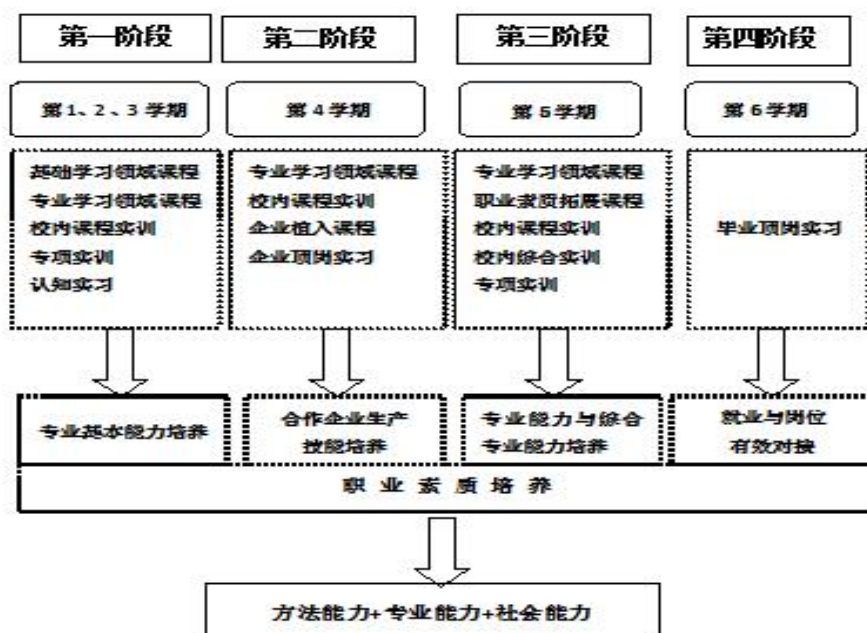 第一阶段
第二阶段
第三阶段
第四阶段
第1、2、3学期
第4学期
第5学期
第6学期
基础学习领域课程
专业学习领域课程
校内课程实训
专项实训
认知实习
专业学习领域课程
校内课程实训
企业植入课程
企业顶岗实习
专业学习领域课程
职业素质拓展课程
校内课程实训
校内综合实训
专项实训
毕业顶岗实习
专业基本能力培养
合作企业生产
技能培养
专业能力与综合
专业能力培养
就业与岗位
有效对接
职业素质培养
方法能力+专业能力+社会能力